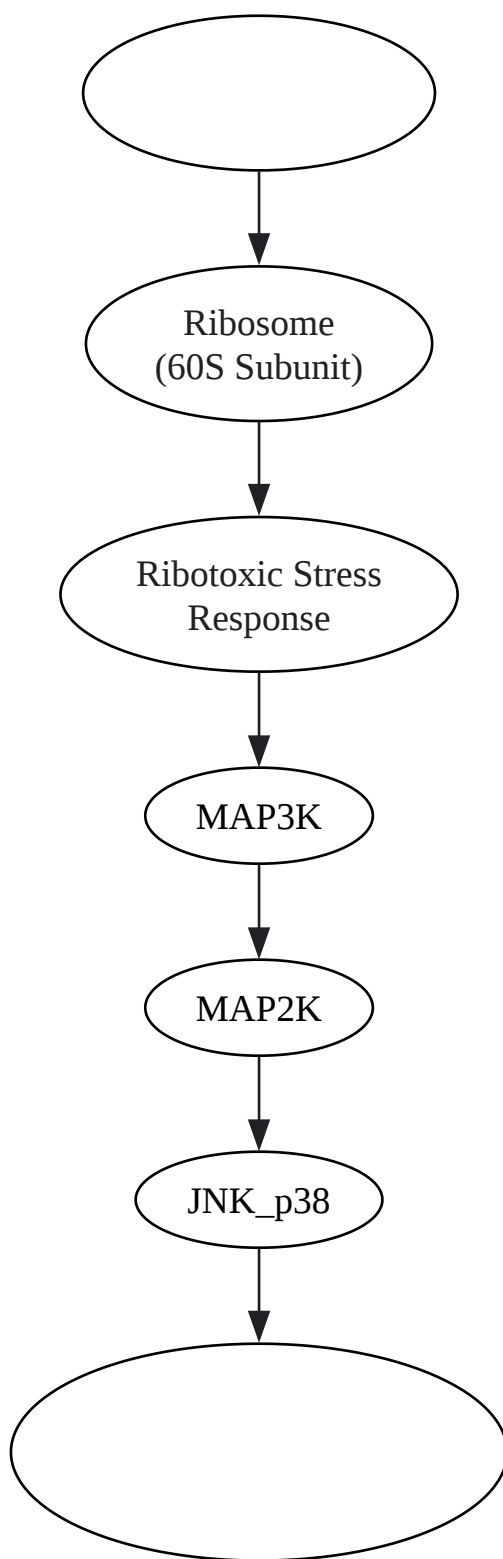 Ribosome
(60S Subunit)
Ribotoxic Stress
Response
MAP3K
MAP2K
JNK_p38